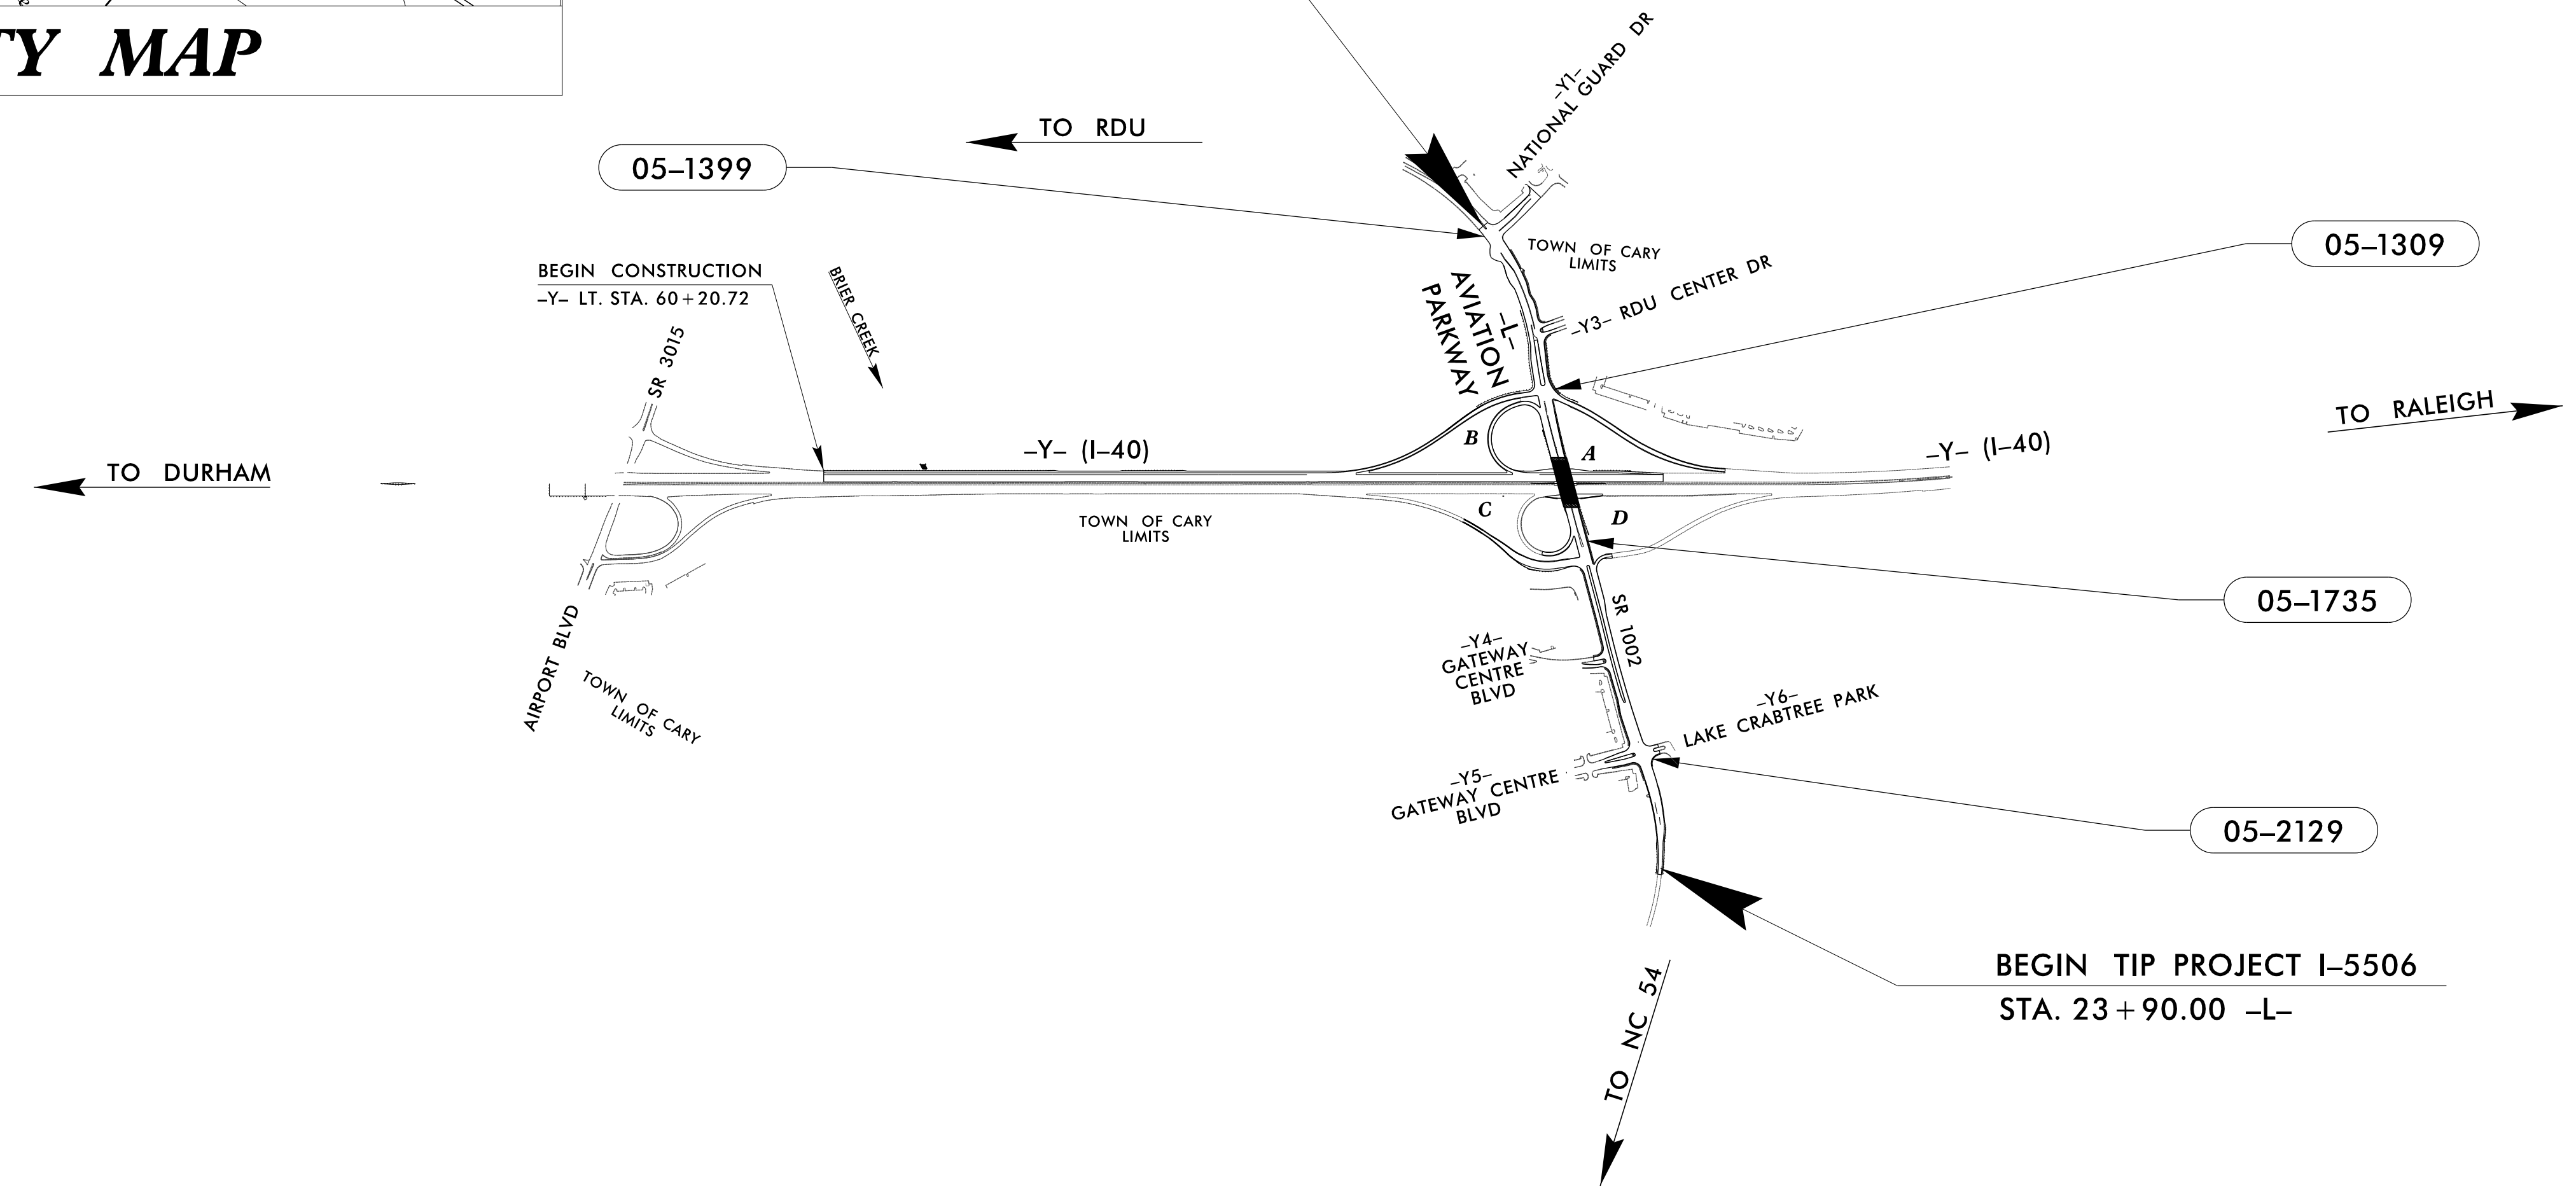 MAP
TO RDU
05–1399
–Y1–
NATIONAL GUARD DR
TOWN OF CARY
LIMITS
–Y3– RDU CENTER DR
05–1309
BEGIN CONSTRUCTION
–Y– LT. STA. 60+20.72
BRIER CREEK
–L–
AVIATION
PARKWAY
SR 3015
TO RALEIGH
–Y– (I–40)
B
A
–Y– (I–40)
TO DURHAM
TOWN OF CARY
LIMITS
C
D
05–1735
SR 1002
AIRPORT BLVD
TOWN OF CARY
LIMITS
–Y4–
GATEWAY
CENTRE
BLVD
–Y6–
LAKE CRABTREE PARK
–Y5–
GATEWAY CENTRE
BLVD
05–2129
BEGIN TIP PROJECT I–5506
STA. 23+90.00 –L–
TO NC 54